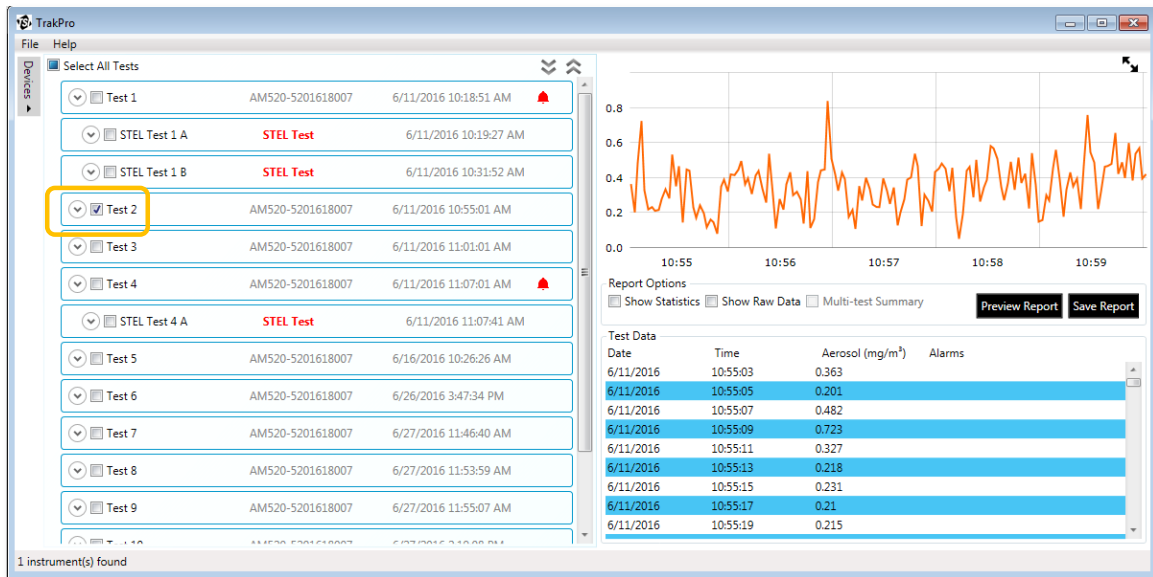 TrakPro
File Help
Devices
Select All Tests
Test 1 AM520-5201618007 6/11/2016 10:18:51 AM
STEL Test 1 A STEL Test 6/11/2016 10:19:27 AM
STEL Test 1 B STEL Test 6/11/2016 10:31:52 AM
Test 2 AM520-5201618007 6/11/2016 10:55:01 AM
Test 3 AM520-5201618007 6/11/2016 11:01:01 AM
Test 4 AM520-5201618007 6/11/2016 11:07:01 AM
STEL Test 4 A STEL Test 6/11/2016 11:07:41 AM
Test 5 AM520-5201618007 6/16/2016 10:26:26 AM
Test 6 AM520-5201618007 6/26/2016 3:47:34 PM
Test 7 AM520-5201618007 6/27/2016 11:46:40 AM
Test 8 AM520-5201618007 6/27/2016 11:53:59 AM
Test 9 AM520-5201618007 6/27/2016 11:55:07 AM
0.8
0.6
0.4
0.2
0.0
10:55 10:56 10:57 10:58 10:59
Report Options
Show Statistics Show Raw Data Multi-test Summary Preview Report Save Report
Test Data
Date Time Aerosol (mg/m³) Alarms
6/11/2016 10:55:03 0.363
6/11/2016 10:55:05 0.201
6/11/2016 10:55:07 0.482
6/11/2016 10:55:09 0.723
6/11/2016 10:55:11 0.327
6/11/2016 10:55:13 0.218
6/11/2016 10:55:15 0.231
6/11/2016 10:55:17 0.21
6/11/2016 10:55:19 0.215
1 instrument(s) found